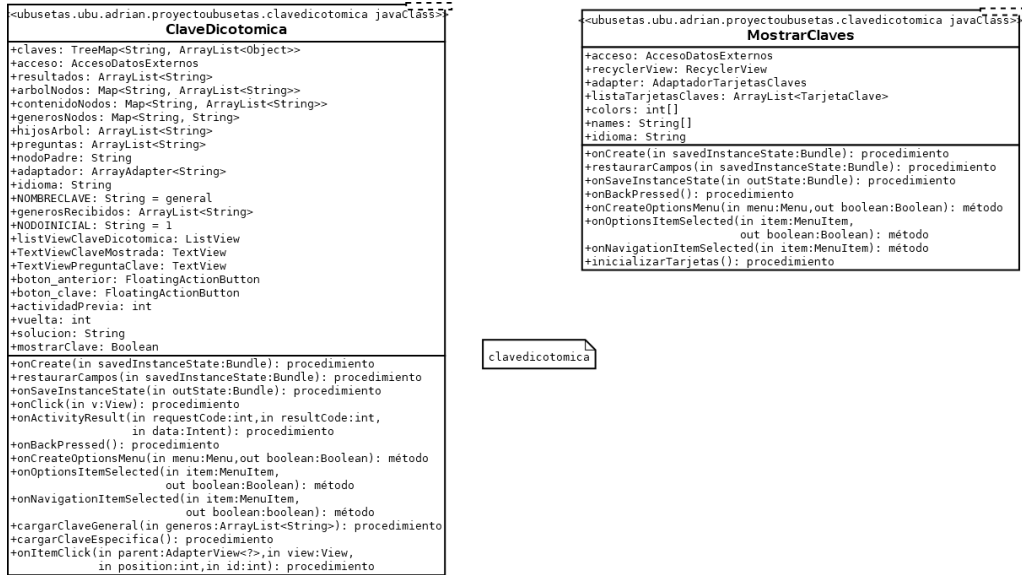 <ubusetas.ubu.adrian.proyectoubusetas.clavedicotomica javaClass>>
ClaveDicotomica
+claves: TreeMap<String, ArrayList<Object>>
+acceso: AccesoDatosExternos
+resultados: ArrayList<String>
+arbolNodos: Map<String, ArrayList<String>>
+contenidoNodos: Map<String, ArrayList<String>>
+generosNodos: Map<String, String>
+hijosArbol: ArrayList<String>
+preguntas: ArrayList<String>
+nodoPadre: String
+adaptador: ArrayAdapter<String>
+idioma: String
+NOMBRECLAVE: String = general
+generosRecibidos: ArrayList<String>
+NODOINICIAL: String = 1
+listViewClaveDicotomica: ListView
+TextViewClaveMostrada: TextView
+TextViewPreguntaClave: TextView
+boton_anterior: FloatingActionButton
+boton_clave: FloatingActionButton
+actividadPrevia: int
+vuelta: int
+solucion: String
+mostrarClave: Boolean
+onCreate(in savedInstanceState:Bundle): procedimiento
+restaurarCampos(in savedInstanceState:Bundle): procedimiento
+onSaveInstanceState(in outState:Bundle): procedimiento
+onClick(in v:View): procedimiento
+onActivityResult(in requestCode:int,in resultCode:int,
in data:Intent): procedimiento
+onBackPressed(): procedimiento
+onCreateOptionsMenu(in menu:Menu,out boolean:Boolean): método
+onOptionsItemSelected(in item:MenuItem,
out boolean:Boolean): método
+onNavigationItemSelected(in item:MenuItem,
out boolean:boolean): método
+cargarClaveGeneral(in generos:ArrayList<String>): procedimiento
+cargarClaveEspecifica(): procedimiento
+onItemClick(in parent:AdapterView<?>,in view:View,
in position:int,in id:int): procedimiento
clavedicotomica
<ubusetas.ubu.adrian.proyectoubusetas.clavedicotomica javaClass>>
MostrarClaves
+acceso: AccesoDatosExternos
+recyclerView: RecyclerView
+adapter: AdaptadorTarjetasClaves
+listaTarjetasClaves: ArrayList<TarjetaClave>
+colors: int[]
+names: String[]
+idioma: String
+onCreate(in savedInstanceState:Bundle): procedimiento
+restaurarCampos(in savedInstanceState:Bundle): procedimiento
+onSaveInstanceState(in outState:Bundle): procedimiento
+onBackPressed(): procedimiento
+onCreateOptionsMenu(in menu:Menu,out boolean:Boolean): método
+onOptionsItemSelected(in item:MenuItem,
out boolean:Boolean): método
+onNavigationItemSelected(in item:MenuItem): método
+inicializarTarjetas(): procedimiento